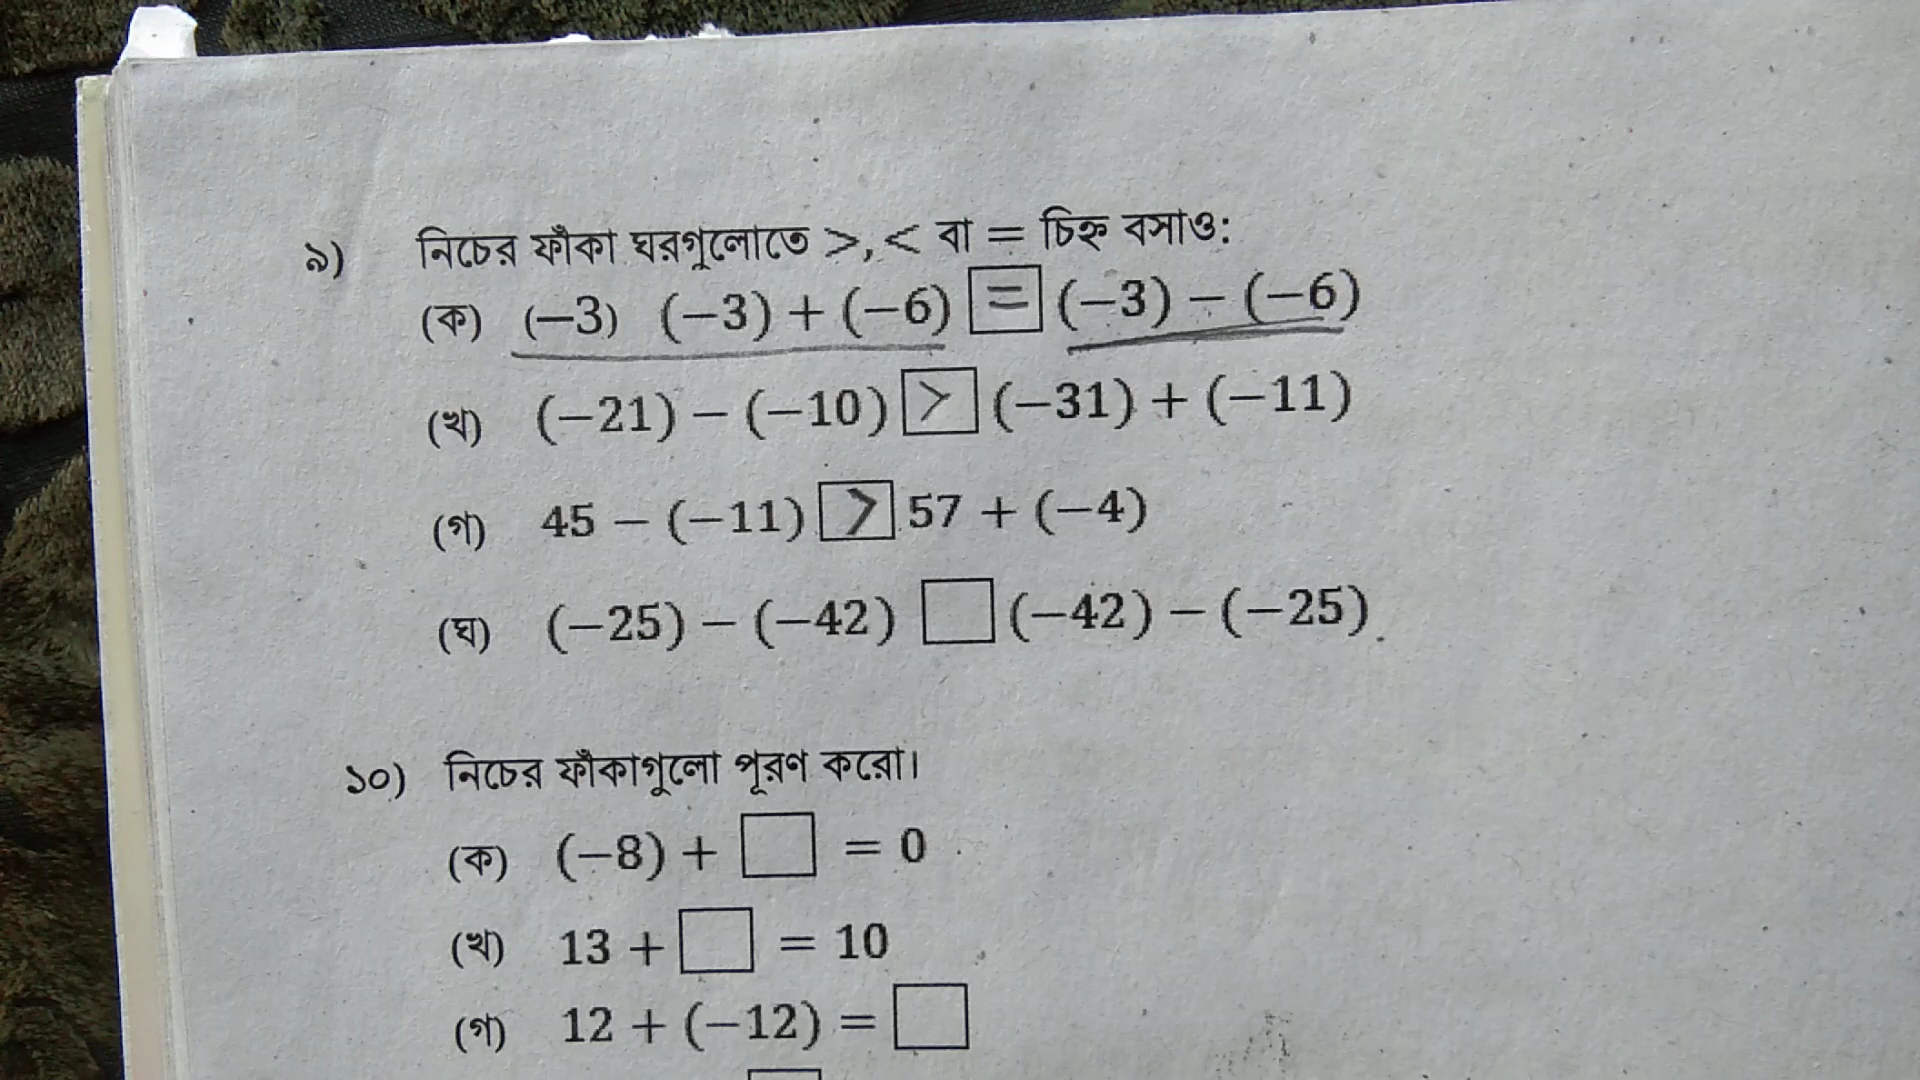 ৯) নিচের ফাঁকা ঘরগুলোতে >, < বা = চিহ্ন বসাও:
(ক) (−3) (−3) + (−6) = (−3) − (−6)
(খ) (−21) − (−10) > (−31) + (−11)
(গ) 45 − (−11) > 57 + (−4)
(ঘ) (−25) − (−42) □ (−42) − (−25)
১০) নিচের ফাঁকাগুলো পূরণ করো।
(ক) (−8) + □ = 0
(খ) 13 + □ = 10
(গ) 12 + (−12) = □